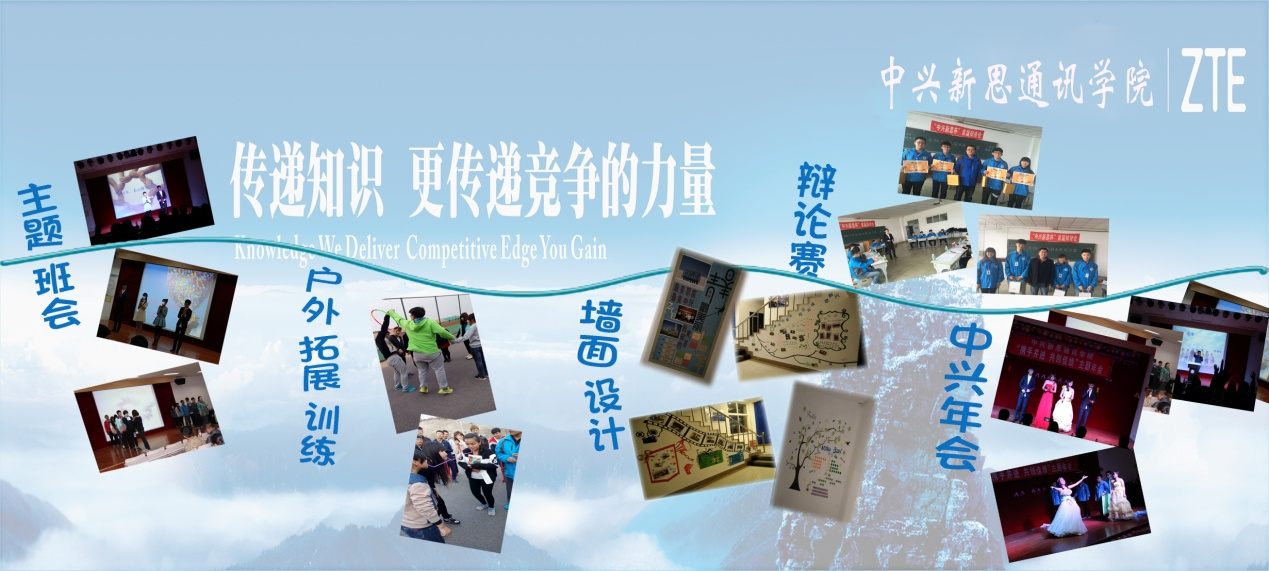 中兴新思通讯学院 ZTE
传递知识 更传递竞争的力量
Knowledge We Deliver Competitive Edge You Gain
主题班会
户外拓展训练
墙面设计
辩论赛
中兴年会